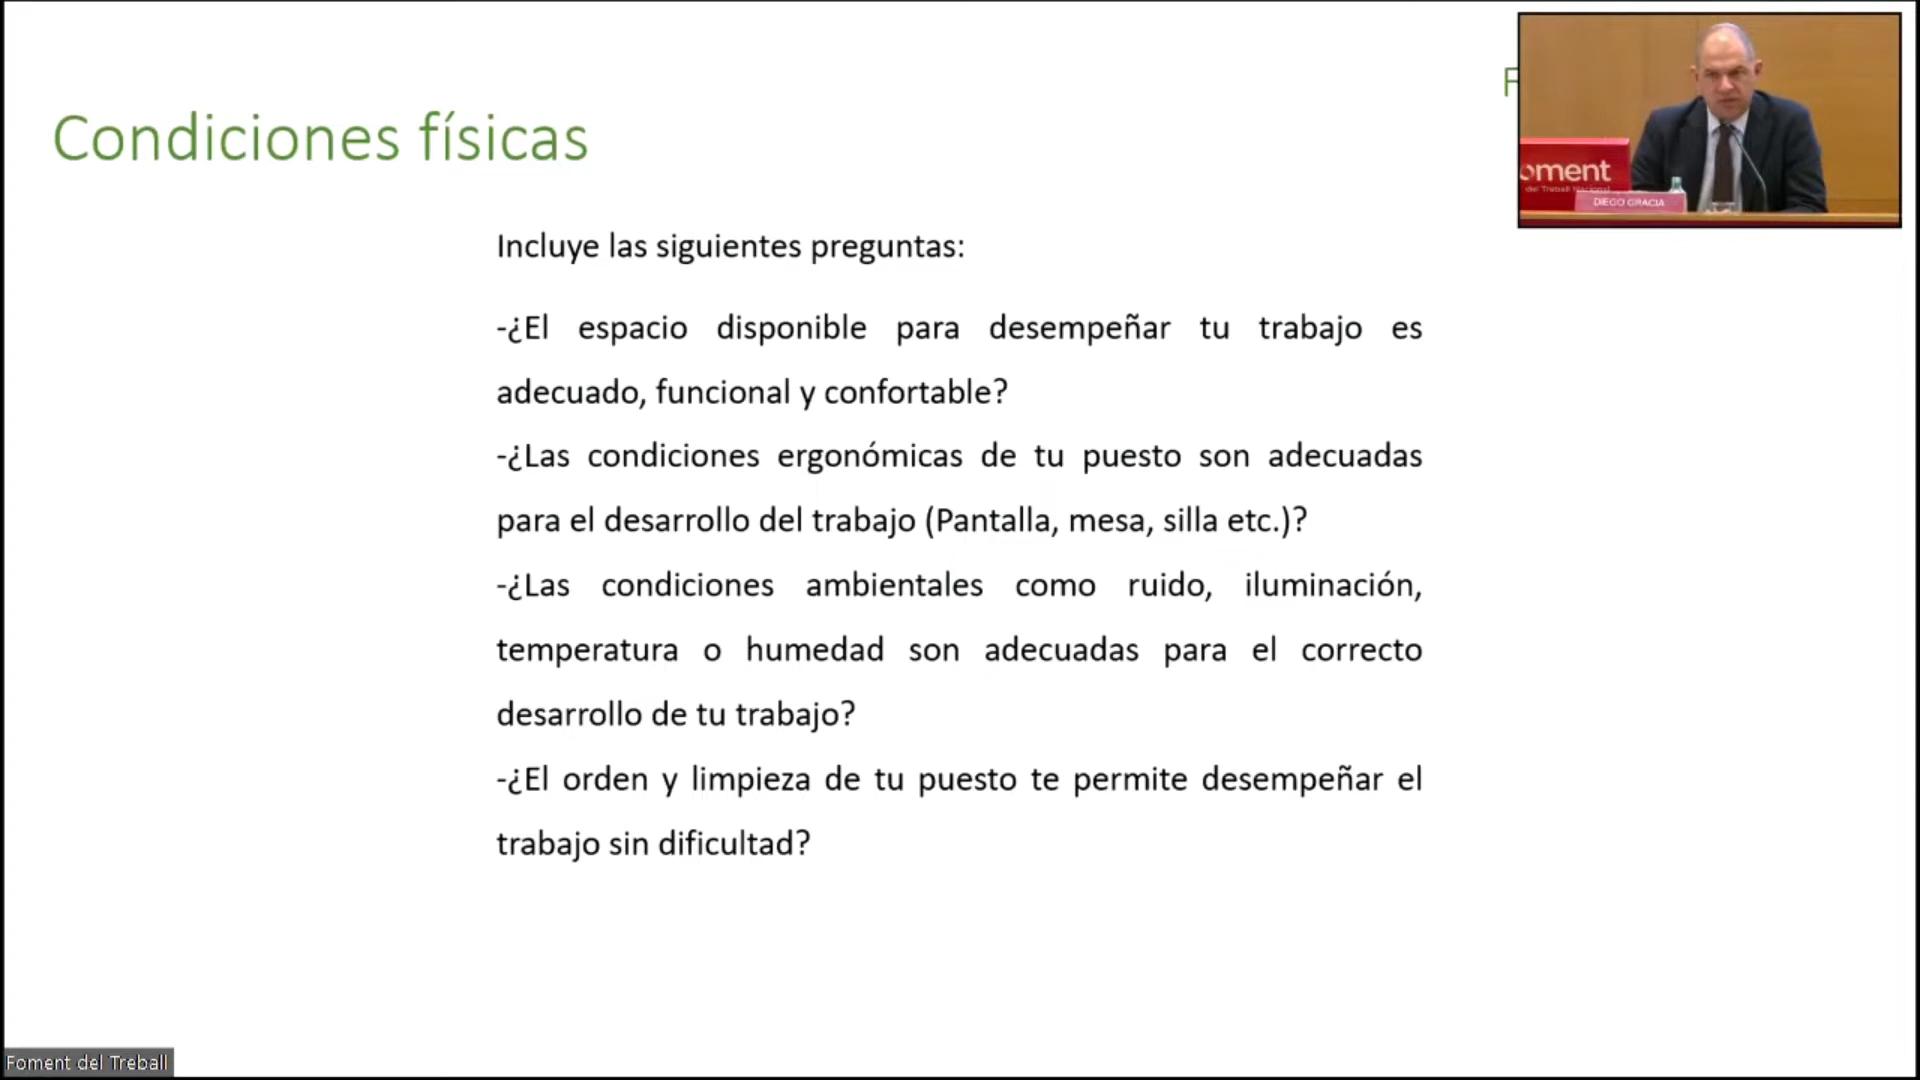 Condiciones físicas
F
oment
del Treball Nacional
DIEGO GRACIA
Incluye las siguientes preguntas:
-¿El espacio disponible para desempeñar tu trabajo es
adecuado, funcional y confortable?
-¿Las condiciones ergonómicas de tu puesto son adecuadas
para el desarrollo del trabajo (Pantalla, mesa, silla etc.)?
-¿Las condiciones ambientales como ruido, iluminación,
temperatura o humedad son adecuadas para el correcto
desarrollo de tu trabajo?
-¿El orden y limpieza de tu puesto te permite desempeñar el
trabajo sin dificultad?
Foment del Treball